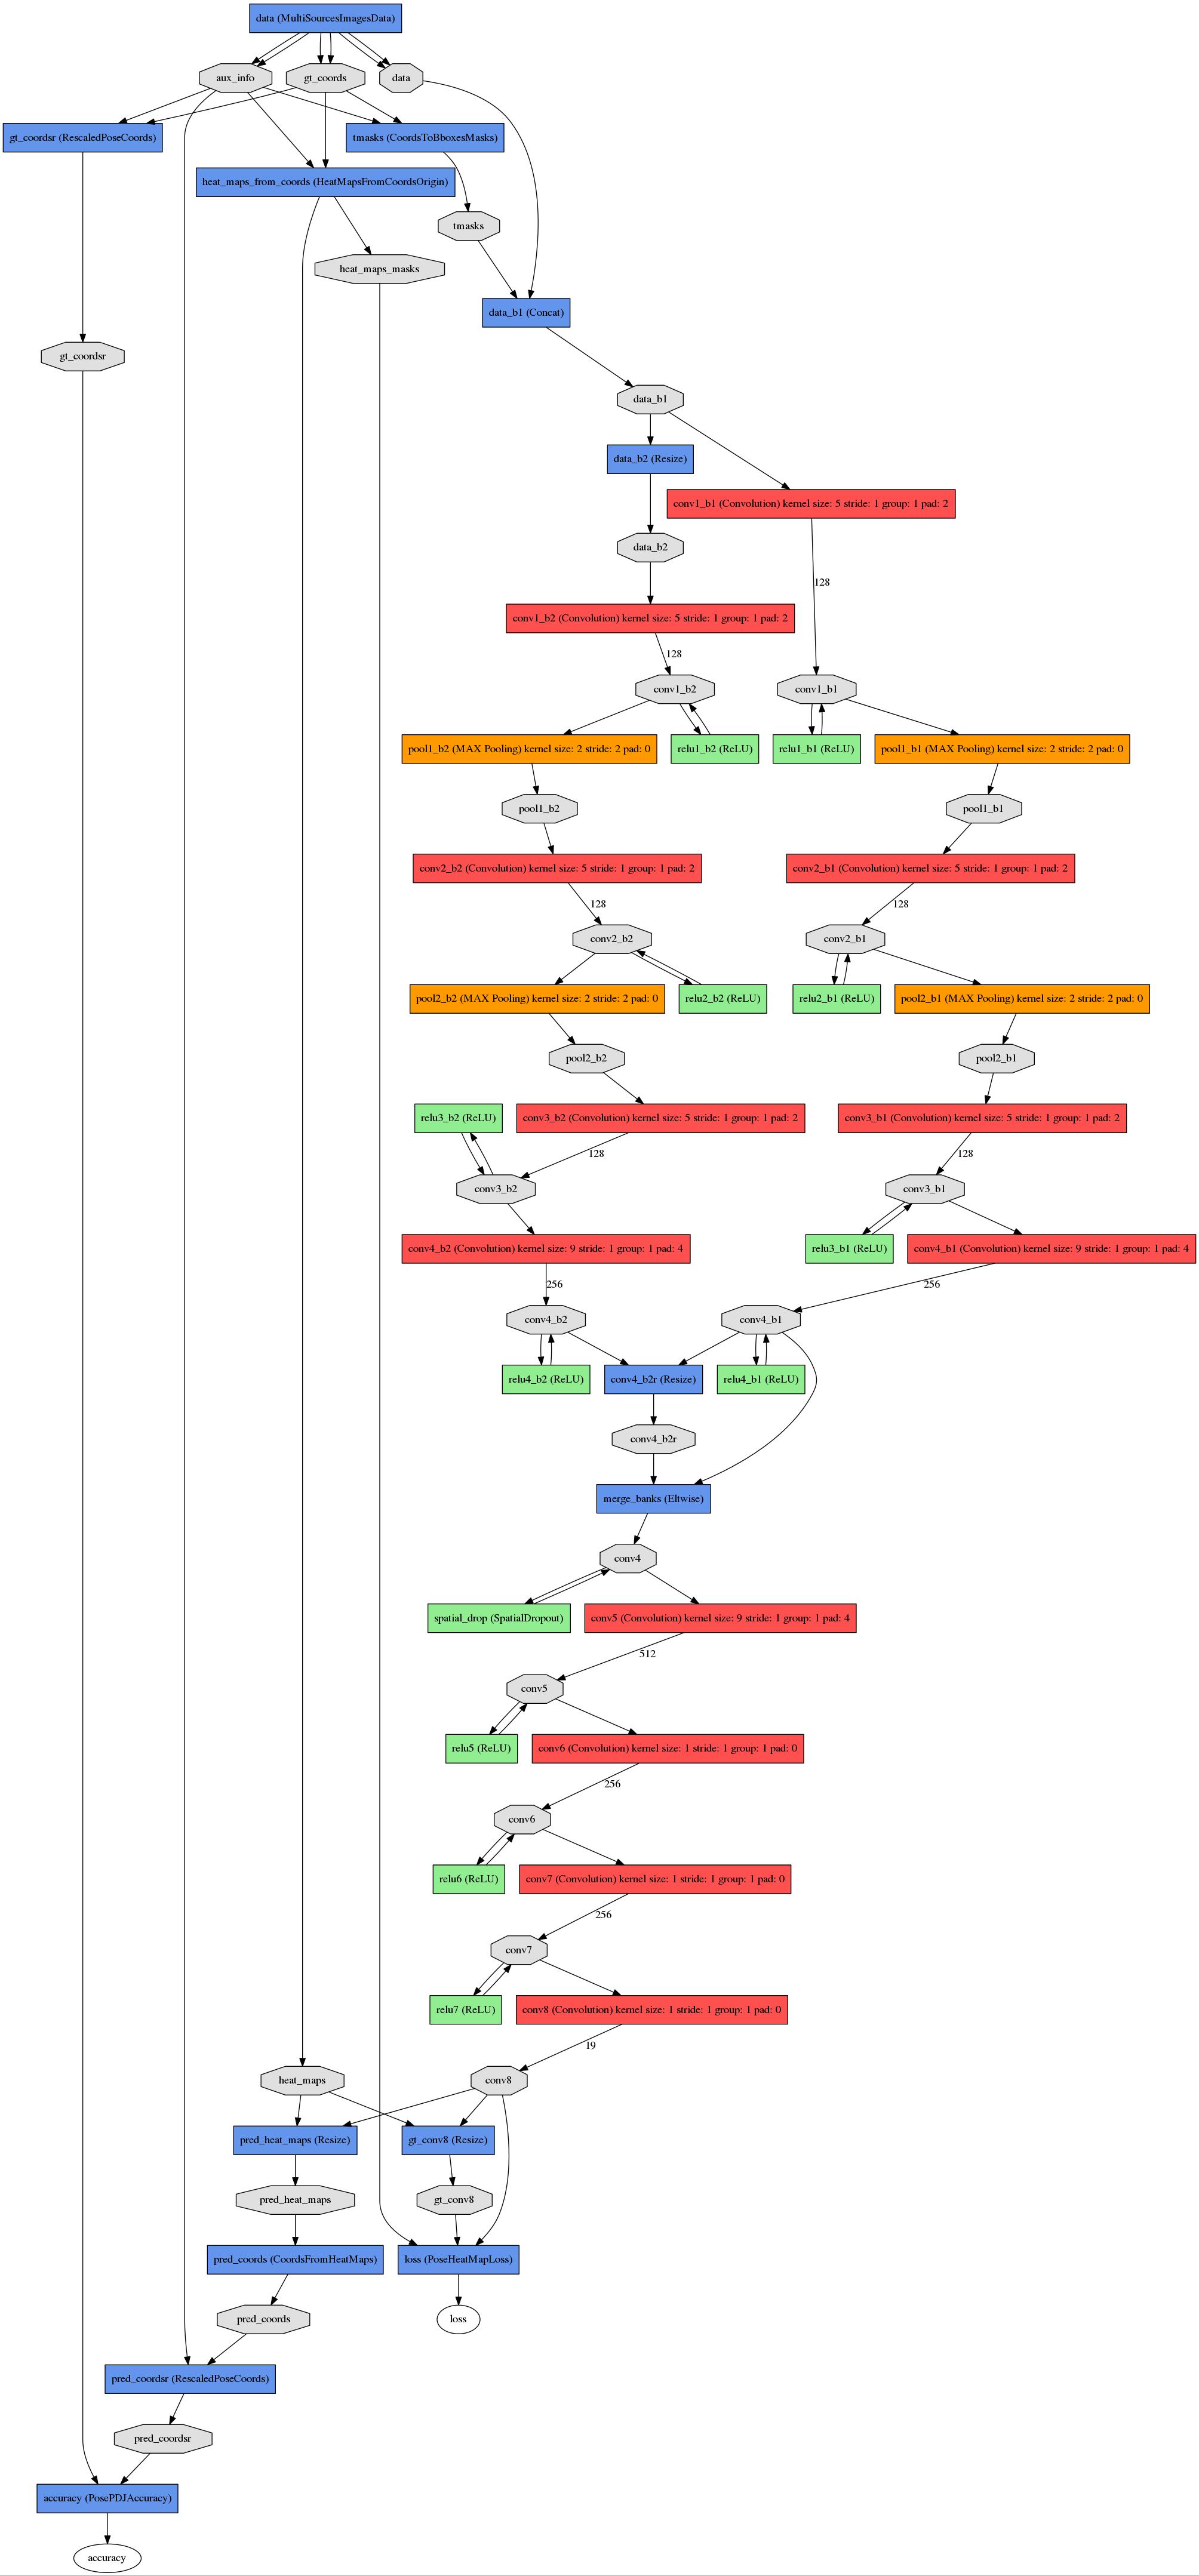 data (MultiSourcesImagesData)
aux_info
gt_coords
data
gt_coordsr (RescaledPoseCoords)
tmasks (CoordsToBboxesMasks)
heat_maps_from_coords (HeatMapsFromCoordsOrigin)
tmasks
heat_maps_masks
data_b1 (Concat)
gt_coordsr
data_b1
data_b2 (Resize)
conv1_b1 (Convolution) kernel size: 5 stride: 1 group: 1 pad: 2
data_b2
128
conv1_b2 (Convolution) kernel size: 5 stride: 1 group: 1 pad: 2
128
conv1_b2
conv1_b1
pool1_b2 (MAX Pooling) kernel size: 2 stride: 2 pad: 0
relu1_b2 (ReLU)
relu1_b1 (ReLU)
pool1_b1 (MAX Pooling) kernel size: 2 stride: 2 pad: 0
pool1_b2
pool1_b1
conv2_b2 (Convolution) kernel size: 5 stride: 1 group: 1 pad: 2
conv2_b1 (Convolution) kernel size: 5 stride: 1 group: 1 pad: 2
128
128
conv2_b2
conv2_b1
pool2_b2 (MAX Pooling) kernel size: 2 stride: 2 pad: 0
relu2_b2 (ReLU)
relu2_b1 (ReLU)
pool2_b1 (MAX Pooling) kernel size: 2 stride: 2 pad: 0
pool2_b2
pool2_b1
relu3_b2 (ReLU)
conv3_b2 (Convolution) kernel size: 5 stride: 1 group: 1 pad: 2
conv3_b1 (Convolution) kernel size: 5 stride: 1 group: 1 pad: 2
128
128
conv3_b2
conv3_b1
conv4_b2 (Convolution) kernel size: 9 stride: 1 group: 1 pad: 4
relu3_b1 (ReLU)
conv4_b1 (Convolution) kernel size: 9 stride: 1 group: 1 pad: 4
256
256
conv4_b2
conv4_b1
relu4_b2 (ReLU)
conv4_b2r (Resize)
relu4_b1 (ReLU)
conv4_b2r
merge_banks (Eltwise)
conv4
spatial_drop (SpatialDropout)
conv5 (Convolution) kernel size: 9 stride: 1 group: 1 pad: 4
512
conv5
relu5 (ReLU)
conv6 (Convolution) kernel size: 1 stride: 1 group: 1 pad: 0
256
conv6
relu6 (ReLU)
conv7 (Convolution) kernel size: 1 stride: 1 group: 1 pad: 0
256
conv7
relu7 (ReLU)
conv8 (Convolution) kernel size: 1 stride: 1 group: 1 pad: 0
19
heat_maps
conv8
pred_heat_maps (Resize)
gt_conv8 (Resize)
pred_heat_maps
gt_conv8
pred_coords (CoordsFromHeatMaps)
loss (PoseHeatMapLoss)
pred_coords
loss
pred_coordsr (RescaledPoseCoords)
pred_coordsr
accuracy (PosePDJAccuracy)
accuracy